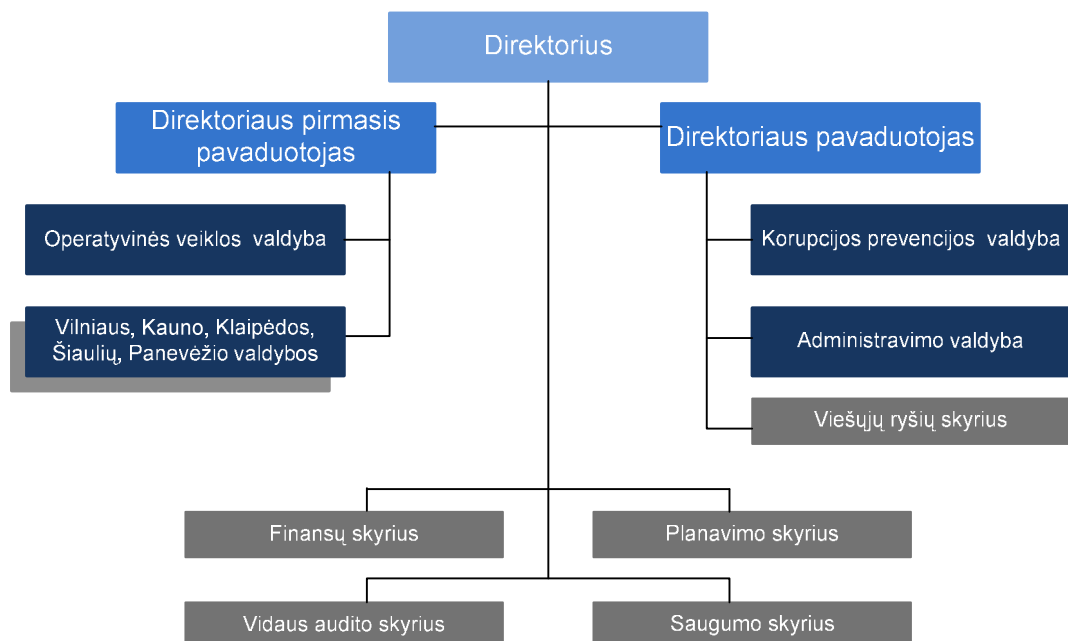 Direktorius
Direktoriaus pirmasis
pavaduotojas
Direktoriaus pavaduotojas
Operatyvinės veiklos valdyba
Korupcijos prevencijos valdyba
Vilniaus, Kauno, Klaipėdos,
Šiaulių, Panevėžio valdybos
Administravimo valdyba
Viešųjų ryšių skyrius
Finansų skyrius
Planavimo skyrius
Vidaus audito skyrius
Saugumo skyrius